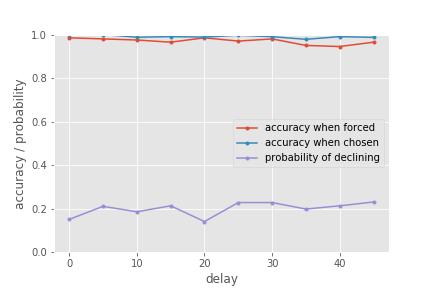 1.0
0.8
0.6
0.4
0.2
0.0
accuracy / probability
accuracy when forced
accuracy when chosen
probability of declining
0 10 20 30 40
delay